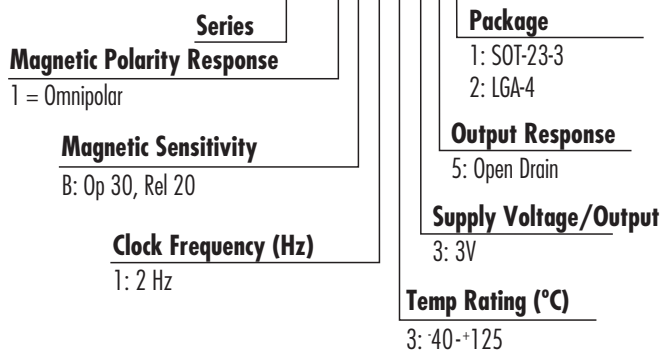 Series
Magnetic Polarity Response
1 = Omnipolar
Magnetic Sensitivity
B: Op 30, Rel 20
Clock Frequency (Hz)
1: 2 Hz
Package
1: SOT-23-3
2: LGA-4
Output Response
5: Open Drain
Supply Voltage/Output
3: 3V
Temp Rating (ºC)
3: -40-+125